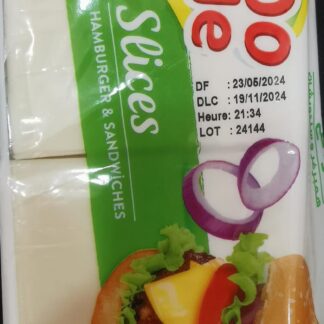 Slices
HAMBURGER & SANDWICHES
DF : 23/05/2024
DLC : 19/11/2024
Heure: 21:34
LOT : 24144